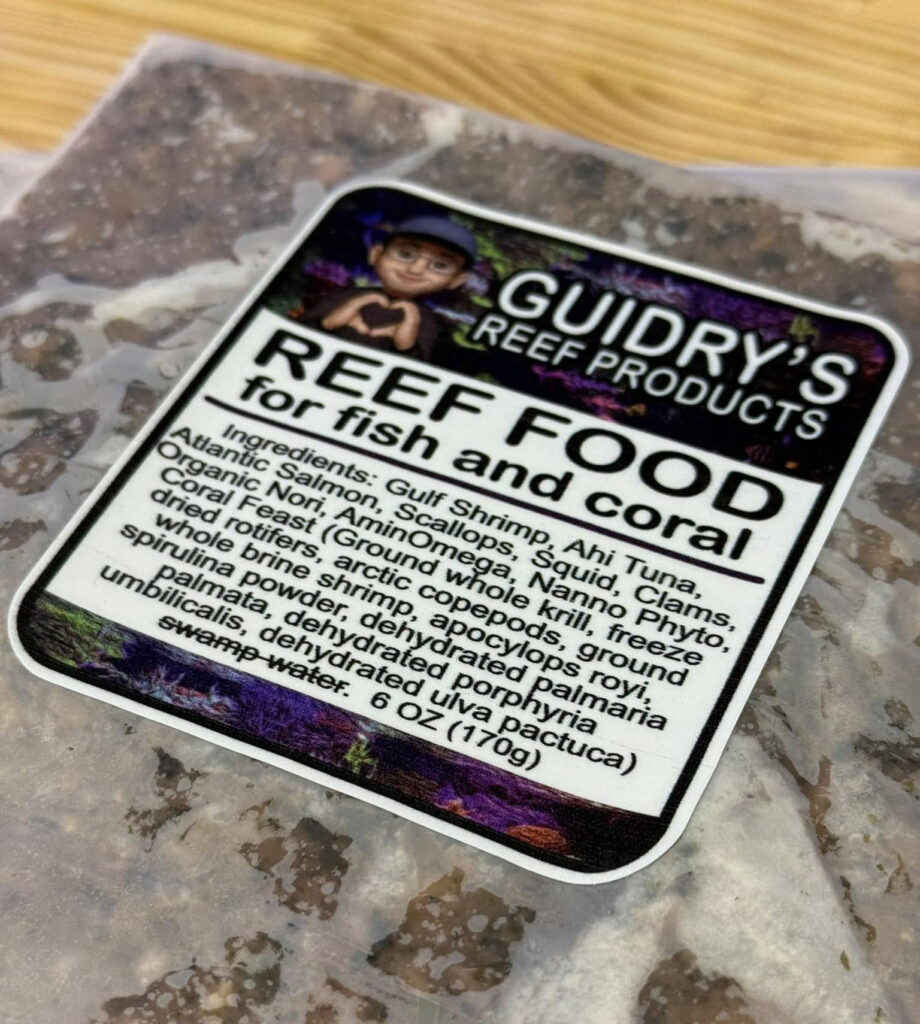 GUIDRY'S
REEF PRODUCTS
REEF FOOD
for fish and coral
Ingredients: Gulf Shrimp, Ahi Tuna,
Atlantic Salmon, Scallops, Squid, Clams,
Organic Nori, AminOmega, Nanno Phyto,
Coral Feast (Ground whole krill, freeze
dried rotifers, arctic copepods, ground
whole brine shrimp, apocylops royi,
spirulina powder, dehydrated palmaria
palmata, dehydrated porphyria
umbilicalis, dehydrated ulva pactuca)
swamp water. 6 OZ (170g)